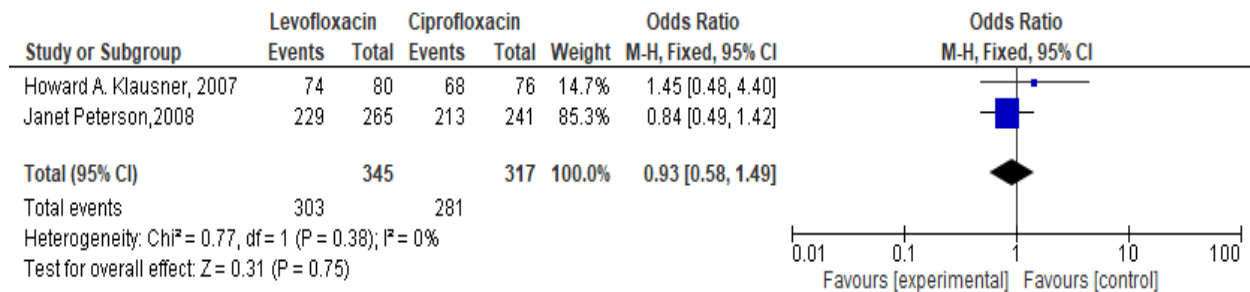 Levofloxacin Ciprofloxacin Odds Ratio Odds Ratio
Study or Subgroup Events Total Events Total Weight M-H, Fixed, 95% CI M-H, Fixed, 95% CI
Howard A. Klausner, 2007 74 80 68 76 14.7% 1.45 [0.48, 4.40]
Janet Peterson,2008 229 265 213 241 85.3% 0.84 [0.49, 1.42]
Total (95% CI) 345 317 100.0% 0.93 [0.58, 1.49]
Total events 303 281
Heterogeneity: Chi² = 0.77, df = 1 (P = 0.38); I² = 0%
Test for overall effect: Z = 0.31 (P = 0.75)
0.01 0.1 1 10 100
Favours [experimental] Favours [control]